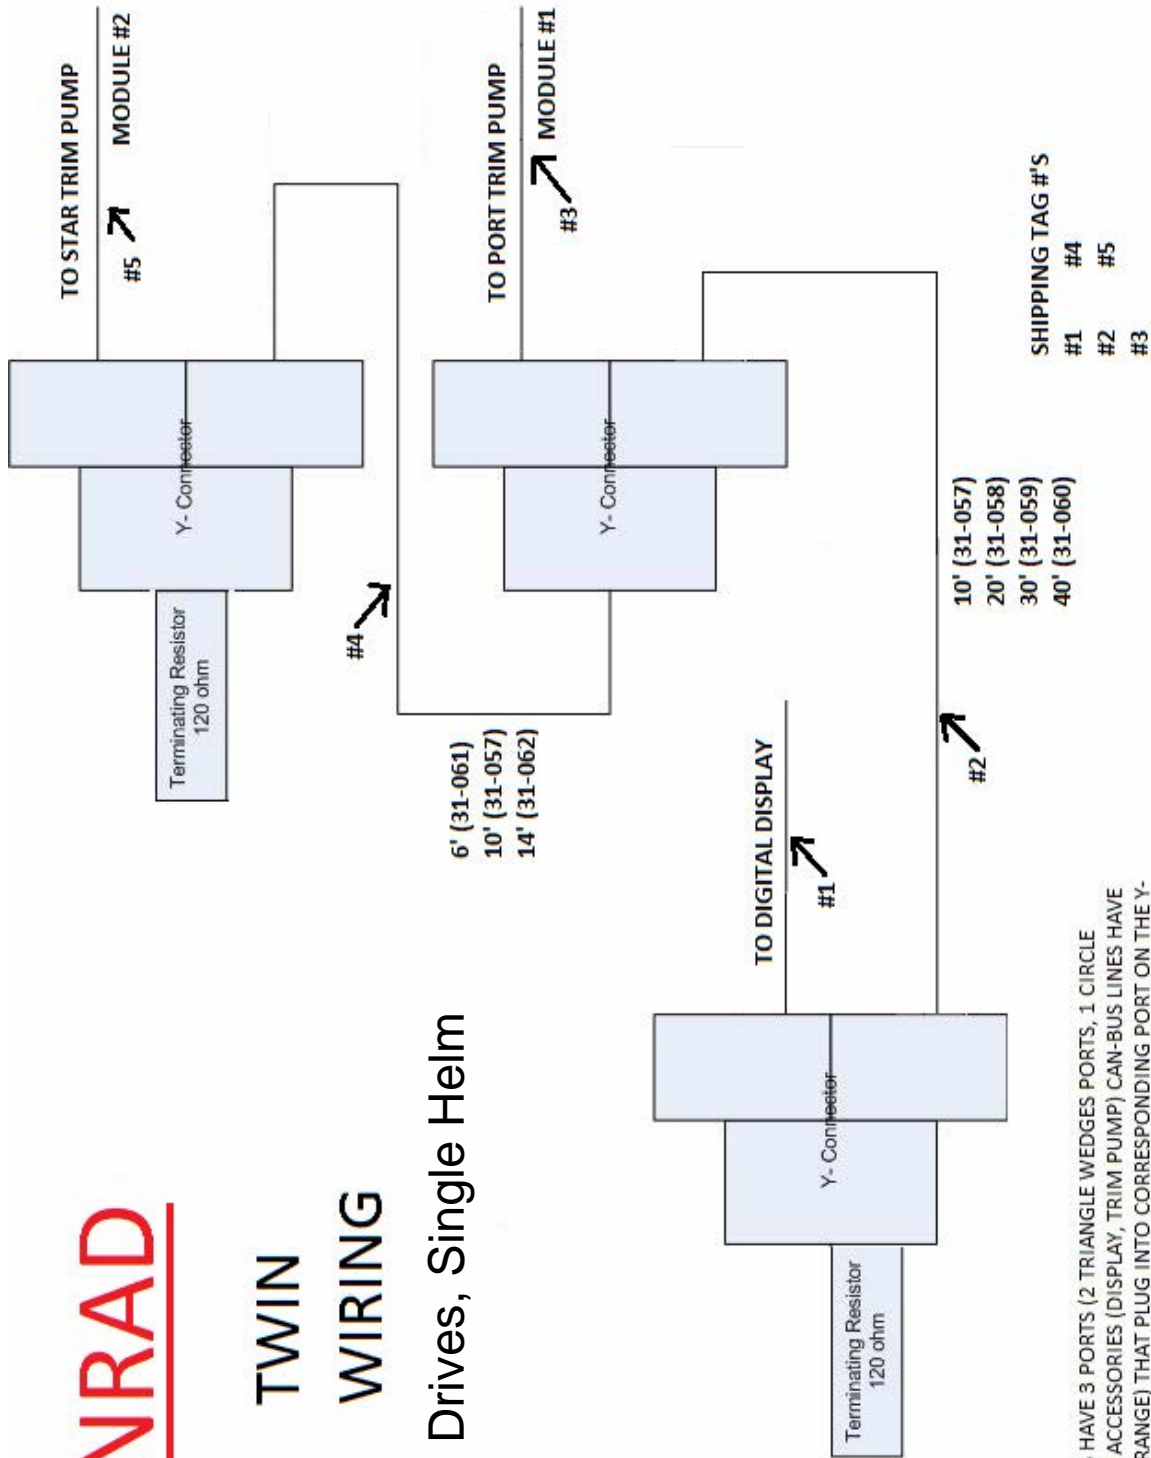 NRAD
TWIN
WIRING
Drives, Single Helm
TO STAR TRIM PUMP
MODULE #2
#5
Y- Connector
Terminating Resistor
120 ohm
#4
6' (31-061)
10' (31-057)
14' (31-062)
TO PORT TRIM PUMP
MODULE #1
#3
Y- Connector
TO DIGITAL DISPLAY
#1
Y- Connector
Terminating Resistor
120 ohm
#2
10' (31-057)
20' (31-058)
30' (31-059)
40' (31-060)
SHIPPING TAG #'S
#1 #4
#2 #5
#3
HAVE 3 PORTS (2 TRIANGLE WEDGES PORTS, 1 CIRCLE
ACCESSORIES (DISPLAY, TRIM PUMP) CAN-BUS LINES HAVE
RANGE) THAT PLUG INTO CORRESPONDING PORT ON THE Y-